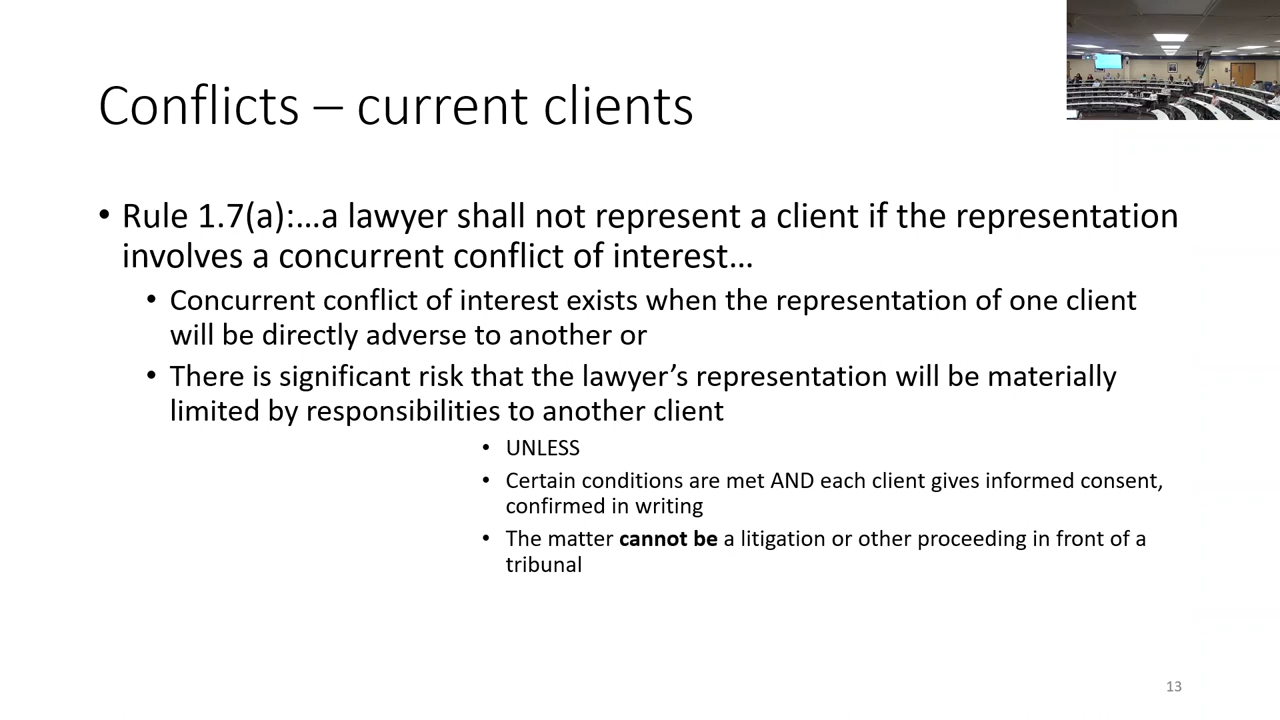 Conflicts – current clients
• Rule 1.7(a):…a lawyer shall not represent a client if the representation
involves a concurrent conflict of interest…
• Concurrent conflict of interest exists when the representation of one client
will be directly adverse to another or
• There is significant risk that the lawyer’s representation will be materially
limited by responsibilities to another client
• UNLESS
• Certain conditions are met AND each client gives informed consent,
confirmed in writing
• The matter cannot be a litigation or other proceeding in front of a
tribunal
13